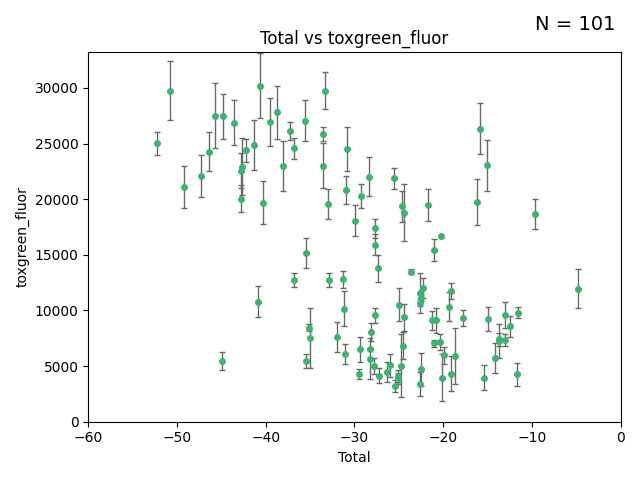 N = 101
Total vs toxgreen_fluor
30000
25000
20000
15000
10000
5000
0
toxgreen_fluor
−60 −50 −40 −30 −20 −10 0
Total